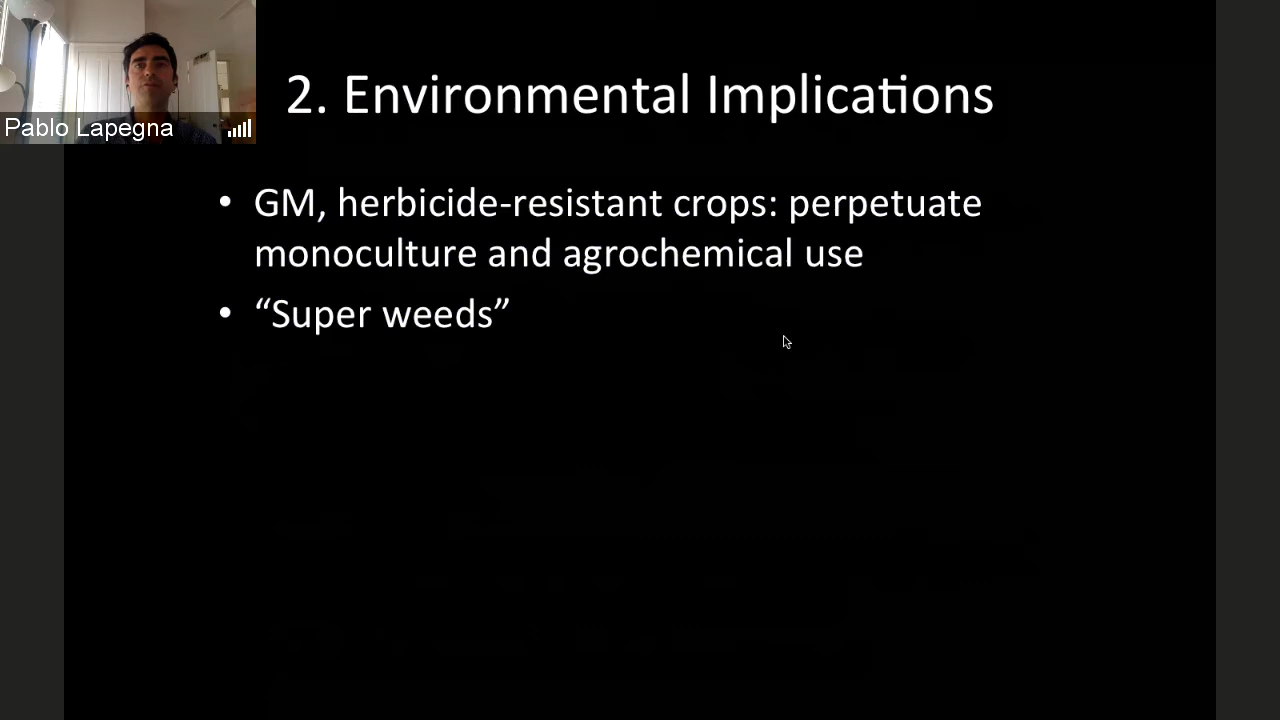 Pablo Lapegna
2. Environmental Implications
• GM, herbicide-resistant crops: perpetuate
monoculture and agrochemical use
• “Super weeds”